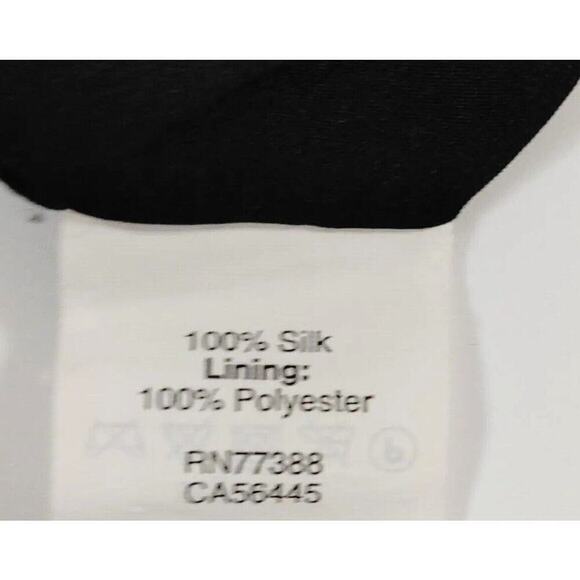 100% Silk
Lining:
100% Polyester
RN77388
CA56445